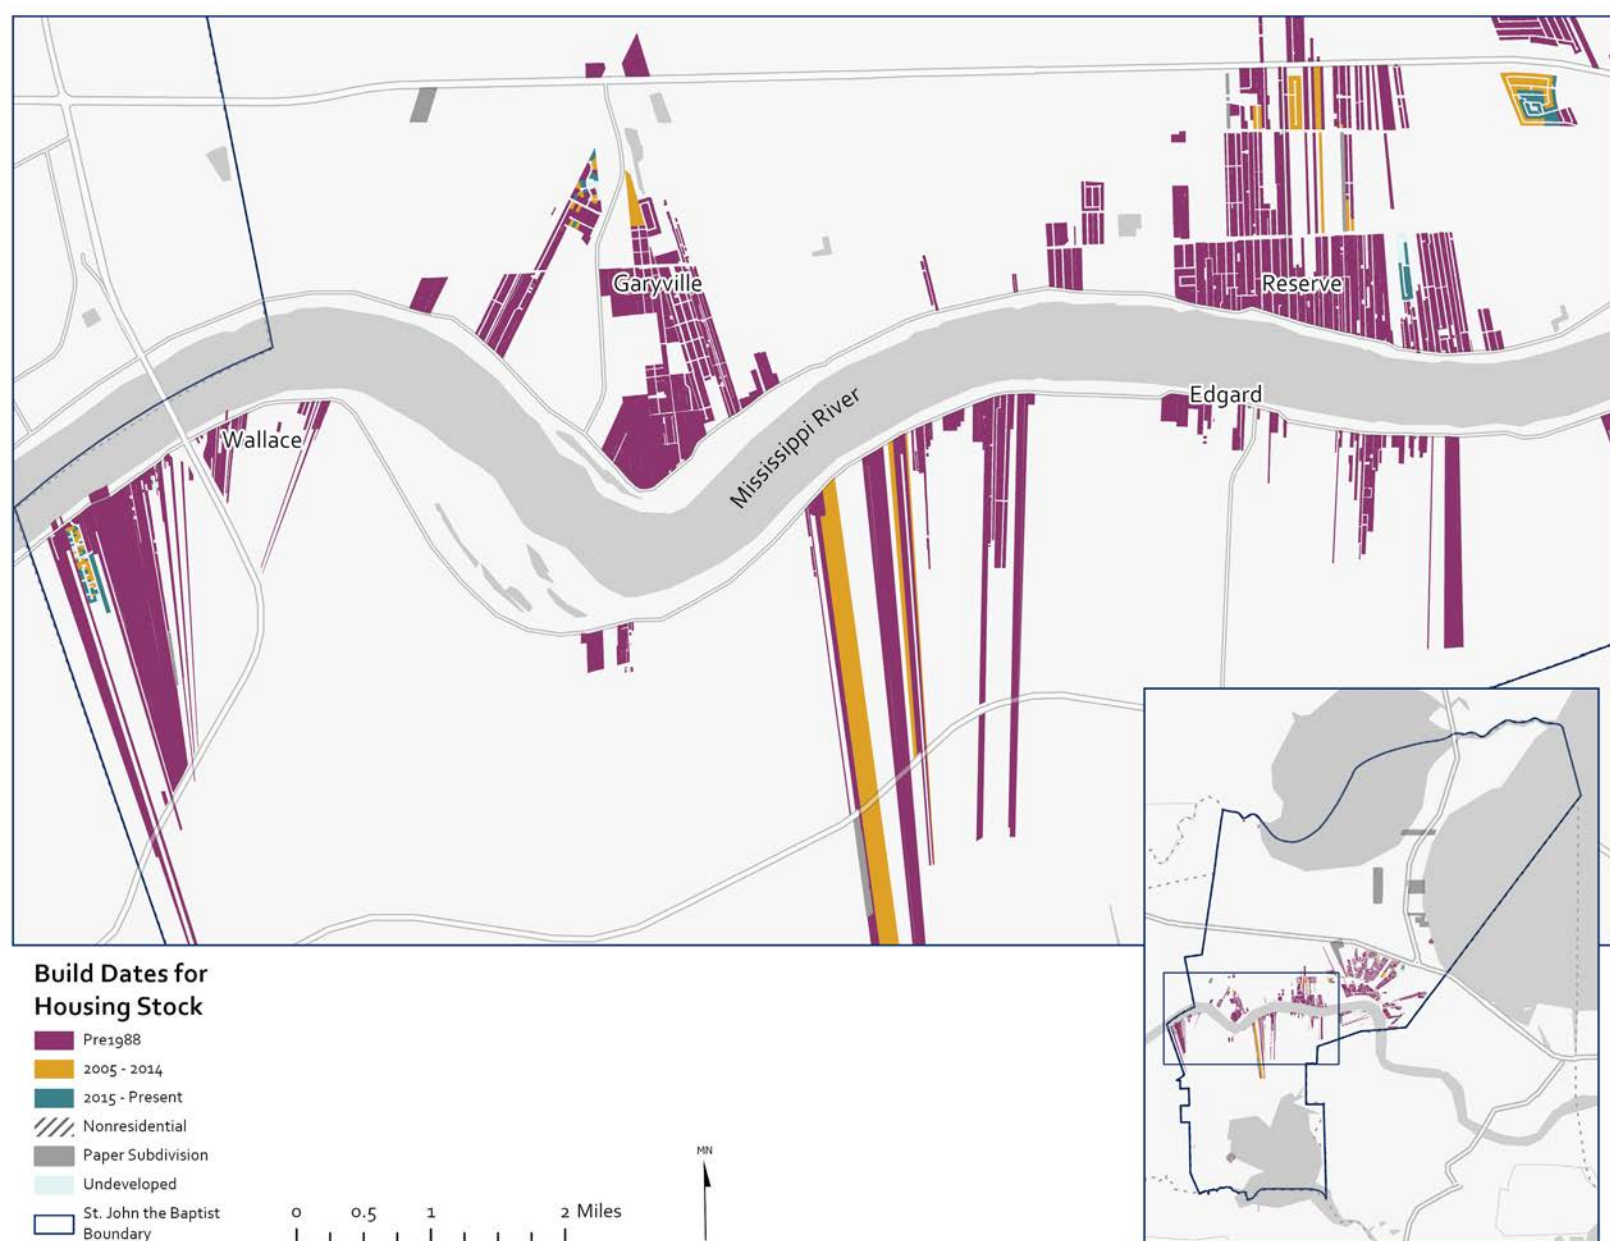 Garyville
Reserve
Edgard
Wallace
Mississippi River
Build Dates for
Housing Stock
Pre1988
2005 - 2014
2015 - Present
Nonresidential
Paper Subdivision
Undeveloped
St. John the Baptist
Boundary
0 0.5 1 2 Miles
MN